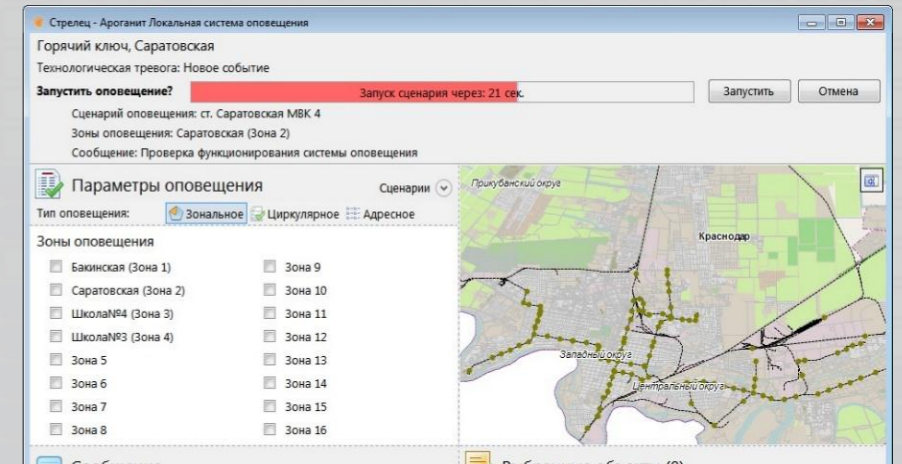 Стрелец - Ароганит Локальная система оповещения
Горячий ключ, Саратовская
Технологическая тревога: Новое событие
Запустить оповещение? Запуск сценария через: 21 сек. Запустить Отмена
Сценарий оповещения: ст. Саратовская МВК 4
Зоны оповещения: Саратовская (Зона 2)
Сообщение: Проверка функционирования системы оповещения
Параметры оповещения Сценарии
Тип оповещения: Зональное Циркулярное Адресное
Зоны оповещения
Бакинская (Зона 1) Зона 9
Саратовская (Зона 2) Зона 10
Школа№4 (Зона 3) Зона 11
Школа№3 (Зона 4) Зона 12
Зона 5 Зона 13
Зона 6 Зона 14
Зона 7 Зона 15
Зона 8 Зона 16
Прикубанский округ
Краснодар
Западный округ
Центральный округ